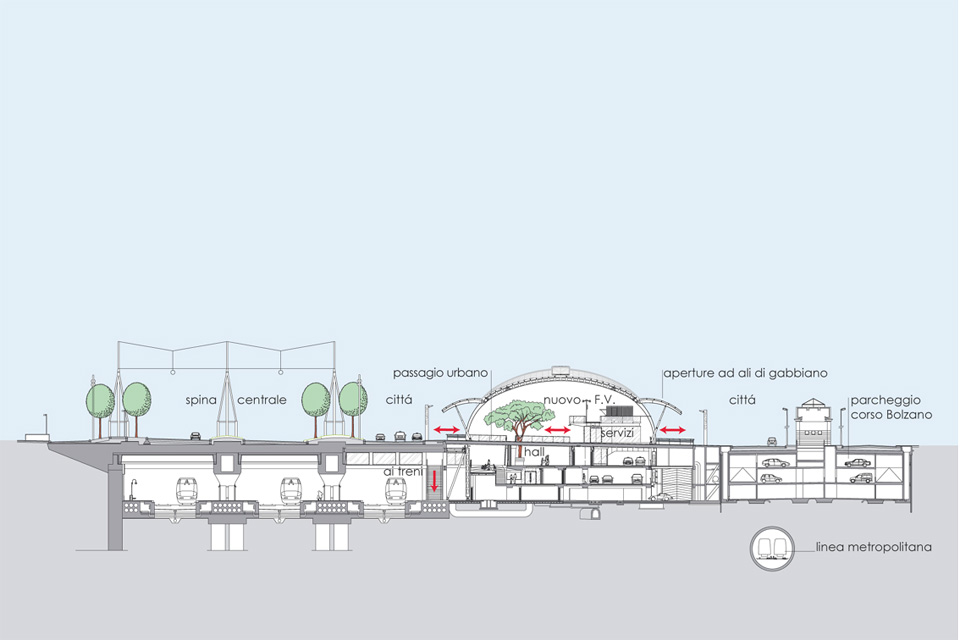 passagio urbano
aperture ad ali di gabbiano
spina centrale
cittá
nuovo F.V.
cittá
parcheggio
corso Bolzano
servizi
hall
ai treni
linea metropolitana